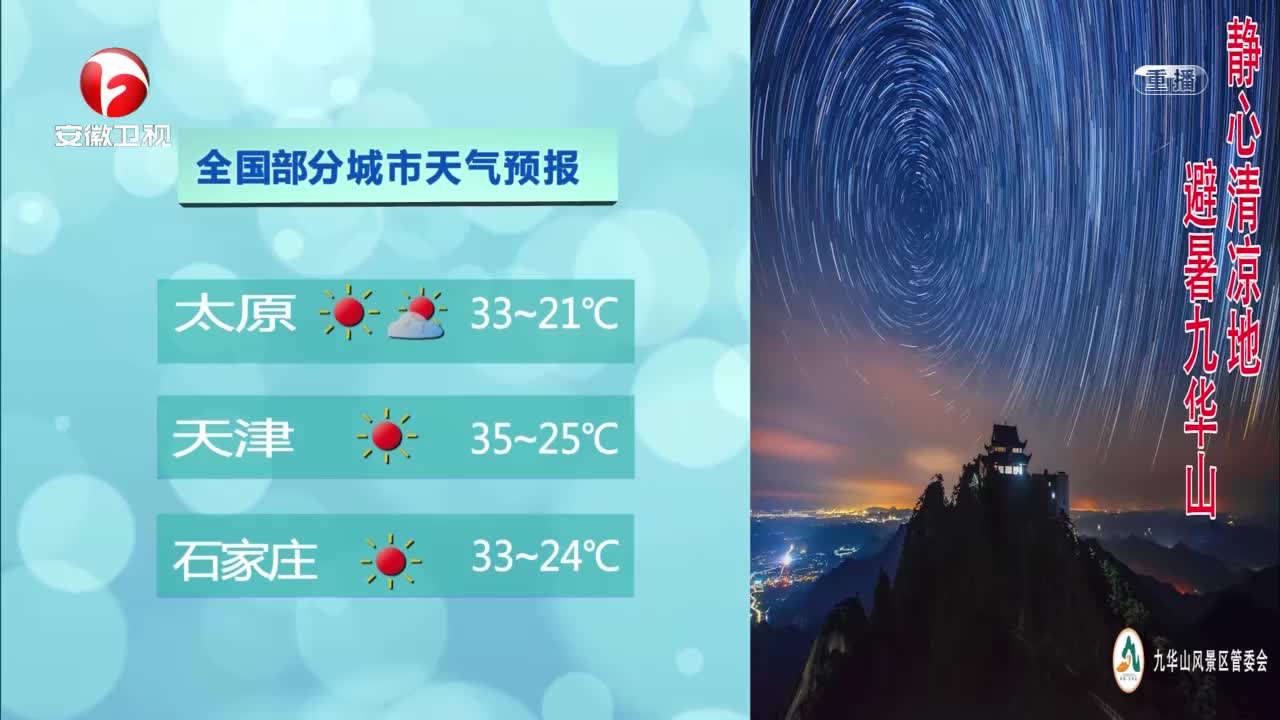 安徽卫视
全国部分城市天气预报
太原 33~21℃
天津 35~25℃
石家庄 33~24℃
重播
静心清凉地
避暑九华山
九华山风景区管委会